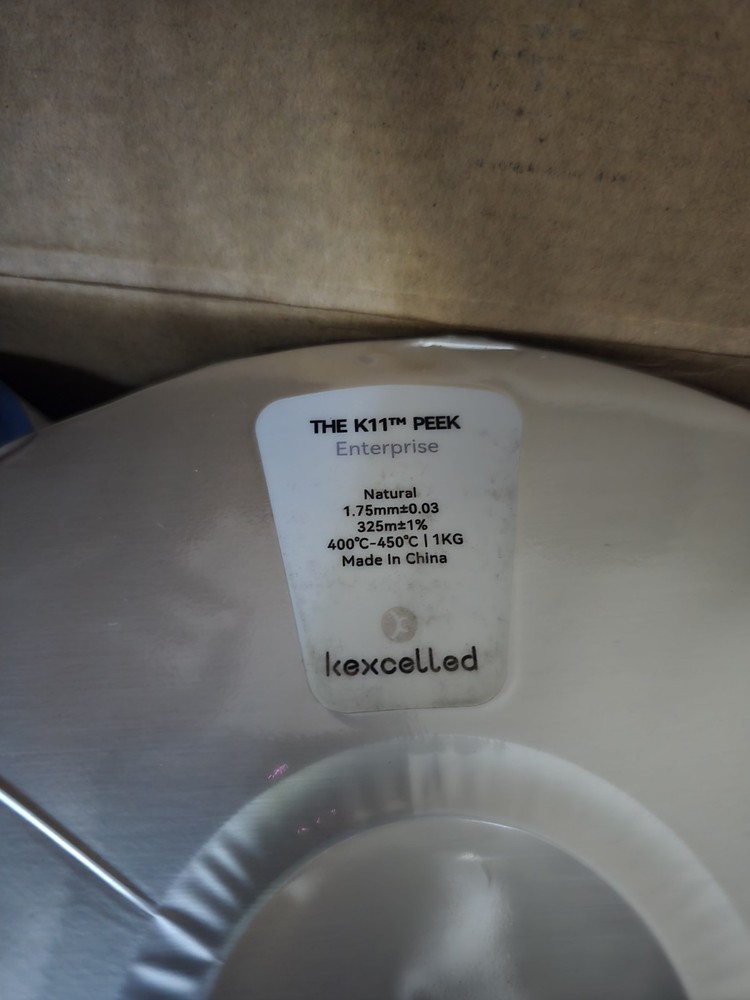 THE K11™ PEEK
Enterprise
Natural
1.75mm±0.03
325m±1%
400℃-450℃ | 1KG
Made In China
kexcelled